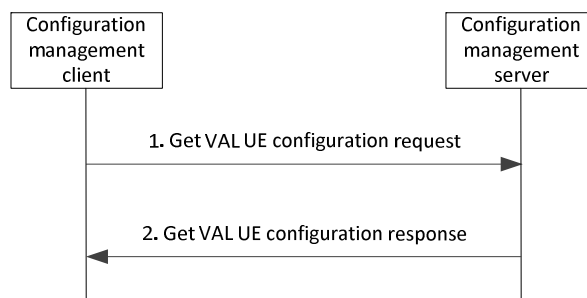 Configuration
management
client
Configuration
management
server
1. Get VAL UE configuration request
2. Get VAL UE configuration response